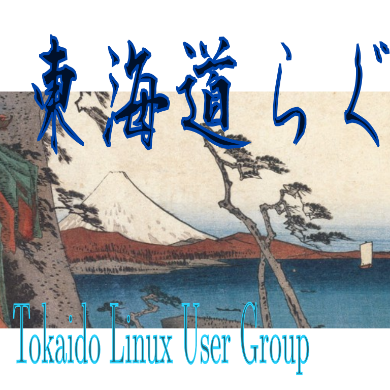 東海道らぐ
Tokaido Linux User Group